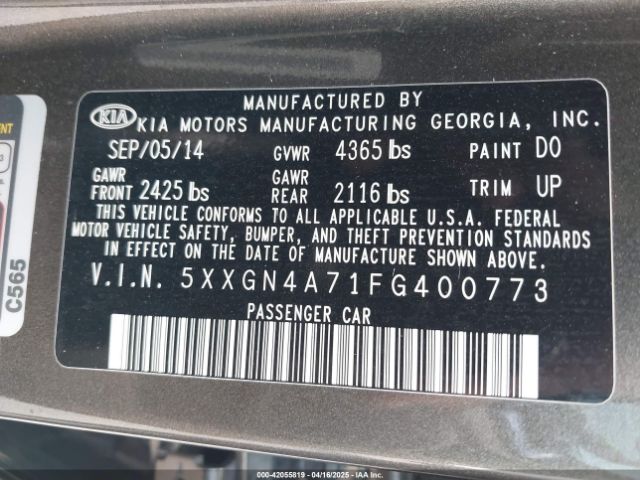 MANUFACTURED BY
KIA KIA MOTORS MANUFACTURING GEORGIA, INC.
SEP/05/14 GVWR 4365 lbs PAINT D0
GAWR FRONT 2425 lbs GAWR REAR 2116 lbs TRIM UP
THIS VEHICLE CONFORMS TO ALL APPLICABLE U.S.A. FEDERAL
MOTOR VEHICLE SAFETY, BUMPER, AND THEFT PREVENTION STANDARDS
IN EFFECT ON THE DATE OF MANUFACTURE SHOWN ABOVE.
V.I.N. 5XXGN4A71FG400773
PASSENGER CAR
C565
000-42055819 - 04/16/2025 - IAAI.COM